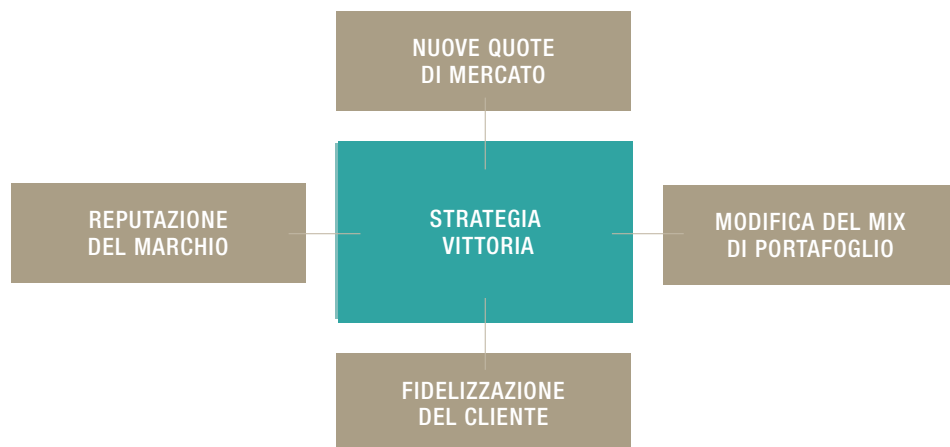 NUOVE QUOTE
DI MERCATO
REPUTAZIONE
DEL MARCHIO
STRATEGIA
VITTORIA
MODIFICA DEL MIX
DI PORTAFOGLIO
FIDELIZZAZIONE
DEL CLIENTE